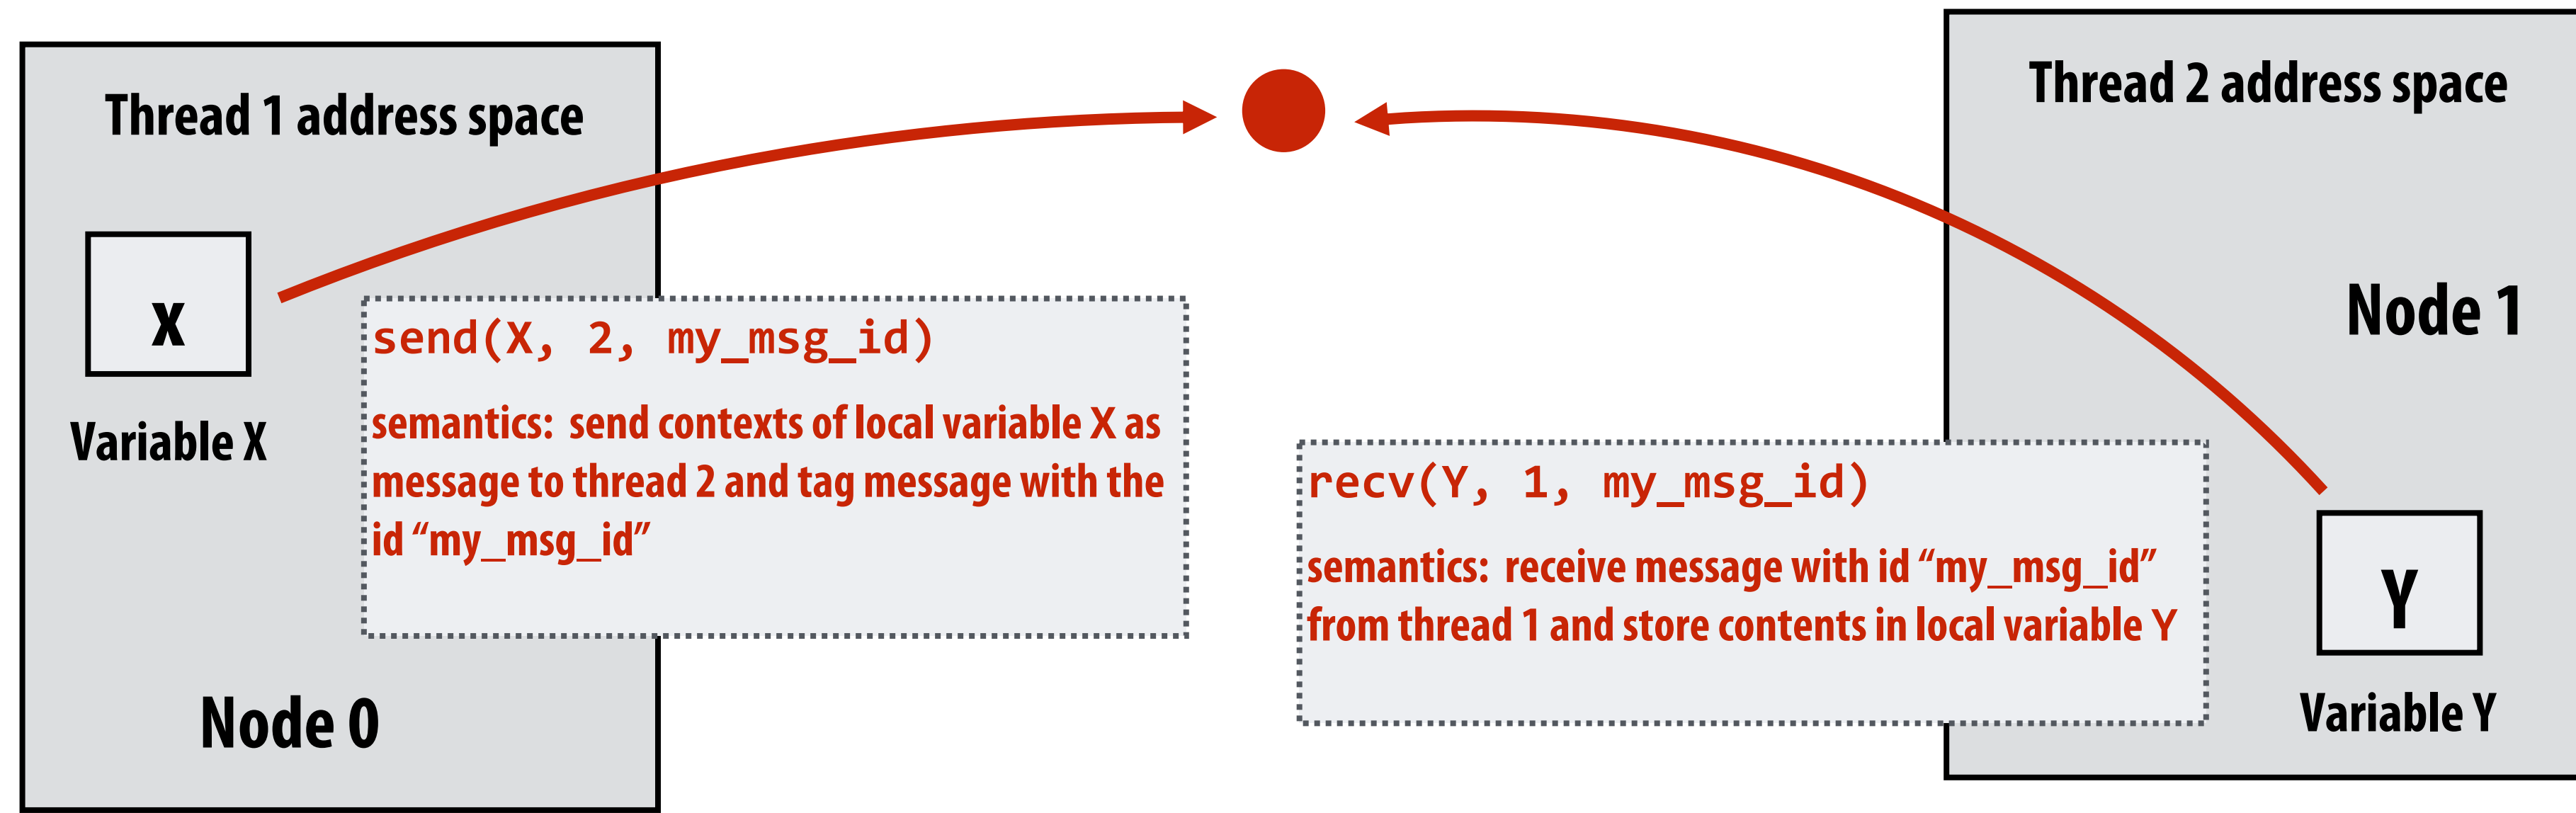 Thread 1 address space
x
Variable X
Node 0
send(X, 2, my_msg_id)
semantics: send contexts of local variable X as
message to thread 2 and tag message with the
id “my_msg_id”
recv(Y, 1, my_msg_id)
semantics: receive message with id “my_msg_id”
from thread 1 and store contents in local variable Y
Thread 2 address space
Node 1
Y
Variable Y